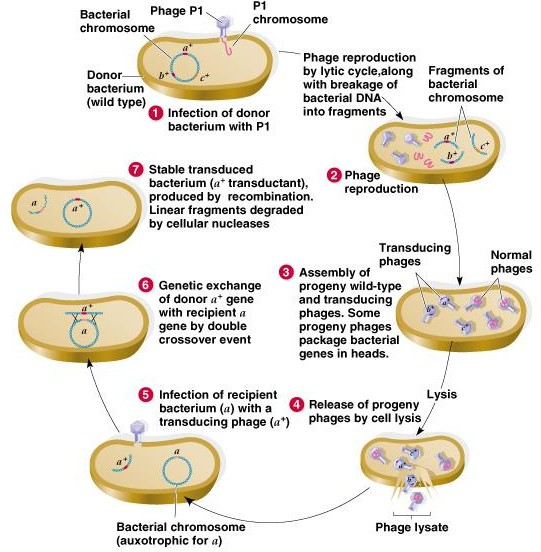 Phage P1
P1
chromosome
Bacterial
chromosome
a⁺
b⁺
c⁺
Donor
bacterium
(wild type)
1 Infection of donor
bacterium with P1
Phage reproduction
by lytic cycle,along
with breakage of
bacterial DNA
into fragments
Fragments of
bacterial
chromosome
a⁺
b⁺
c⁺
2 Phage
reproduction
7 Stable transduced
bacterium (a⁺ transductant),
produced by recombination.
Linear fragments degraded
by cellular nucleases
a
a⁺
Transducing
phages
Normal
phages
3 Assembly of
progeny wild-type
and transducing
phages. Some
progeny phages
package bacterial
genes in heads.
6 Genetic exchange
of donor a⁺ gene
with recipient a
gene by double
crossover event
a⁺
a
Lysis
5 Infection of recipient
bacterium (a) with a
transducing phage (a⁺)
4 Release of progeny
phages by cell lysis
a⁺
a
Bacterial chromosome
(auxotrophic for a)
Phage lysate